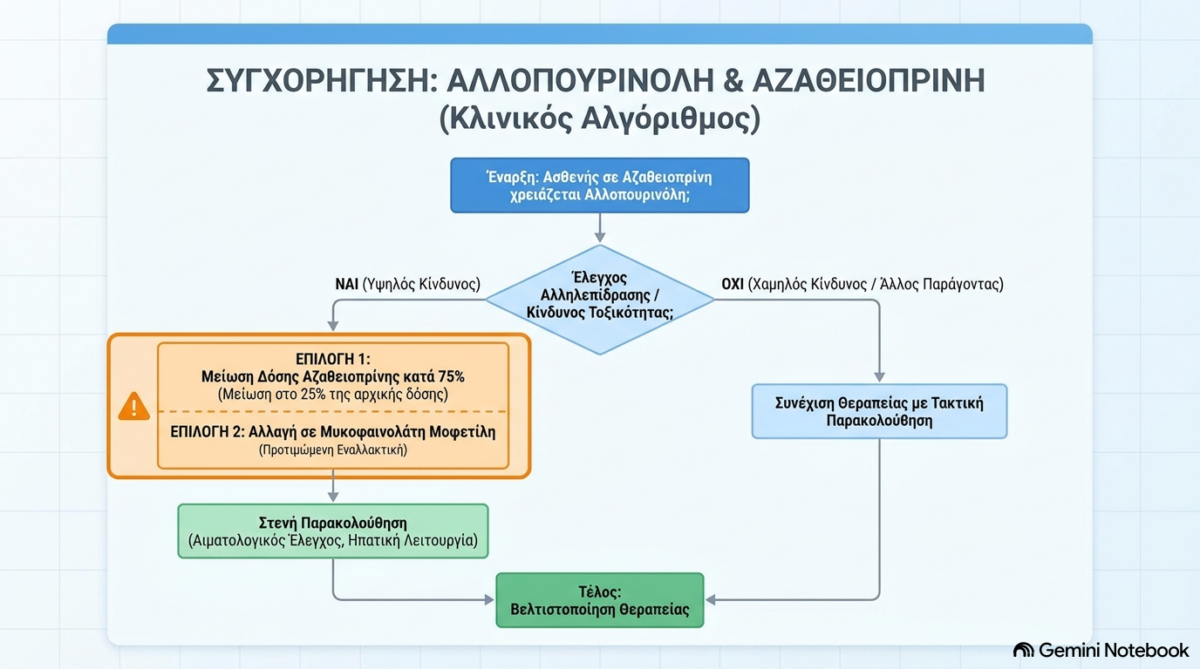 ΣΥΓΧΟΡΗΓΗΣΗ: ΑΛΛΟΠΟΥΡΙΝΟΛΗ & ΑΖΑΘΕΙΟΠΡΙΝΗ
(Κλινικός Αλγόριθμος)
Έναρξη: Ασθενής σε Αζαθειοπρίνη
χρειάζεται Αλλοπουρινόλη;
Έλεγχος
Αλληλεπίδρασης /
Κίνδυνος Τοξικότητας;
ΝΑΙ (Υψηλός Κίνδυνος)
ΟΧΙ (Χαμηλός Κίνδυνος / Άλλος Παράγοντας)
ΕΠΙΛΟΓΗ 1:
Μείωση Δόσης Αζαθειοπρίνης κατά 75%
(Μείωση στο 25% της αρχικής δόσης)
ΕΠΙΛΟΓΗ 2: Αλλαγή σε Μυκοφαινολάτη Μοφετίλη
(Προτιμώμενη Εναλλακτική)
Συνέχιση Θεραπείας με Τακτική
Παρακολούθηση
Στενή Παρακολούθηση
(Αιματολογικός Έλεγχος, Ηπατική Λειτουργία)
Τέλος:
Βελτιστοποίηση Θεραπείας
Gemini Notebook